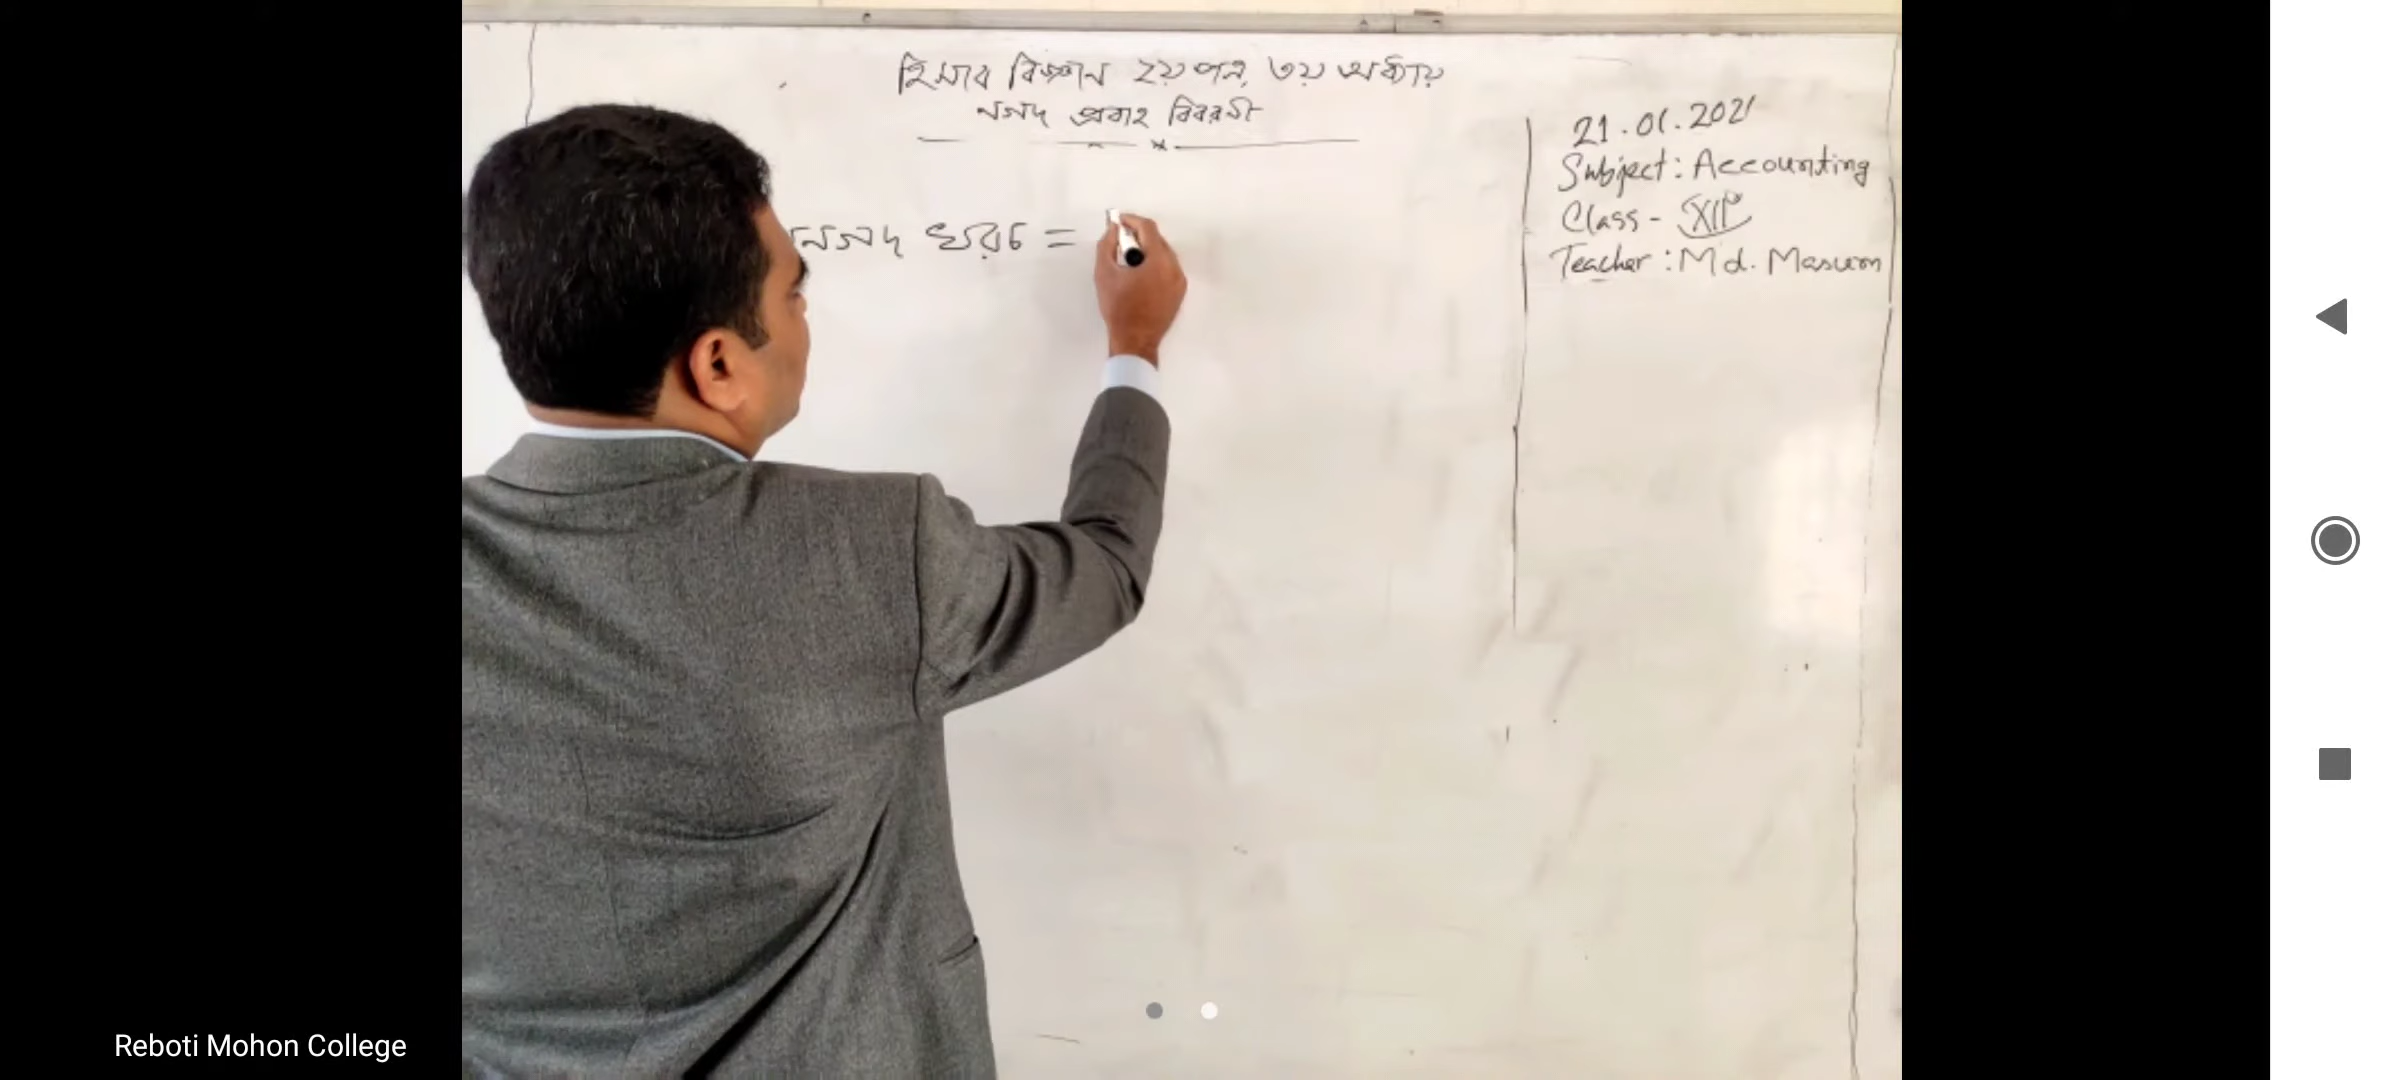 হিসাব বিজ্ঞান ২য় পত্র, ৩য় অধ্যায়
নগদ প্রবাহ বিবরণী
নগদ খরচ =
21.01.2021
Subject: Accounting
Class - XII
Teacher: Md. Masum
Reboti Mohon College